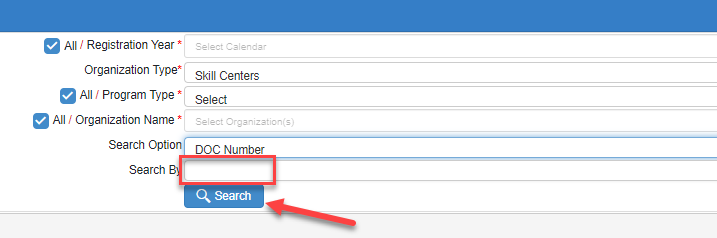 All / Registration Year * Select Calendar
Organization Type* Skill Centers
All / Program Type * Select
All / Organization Name * Select Organization(s)
Search Option DOC Number
Search By
Search